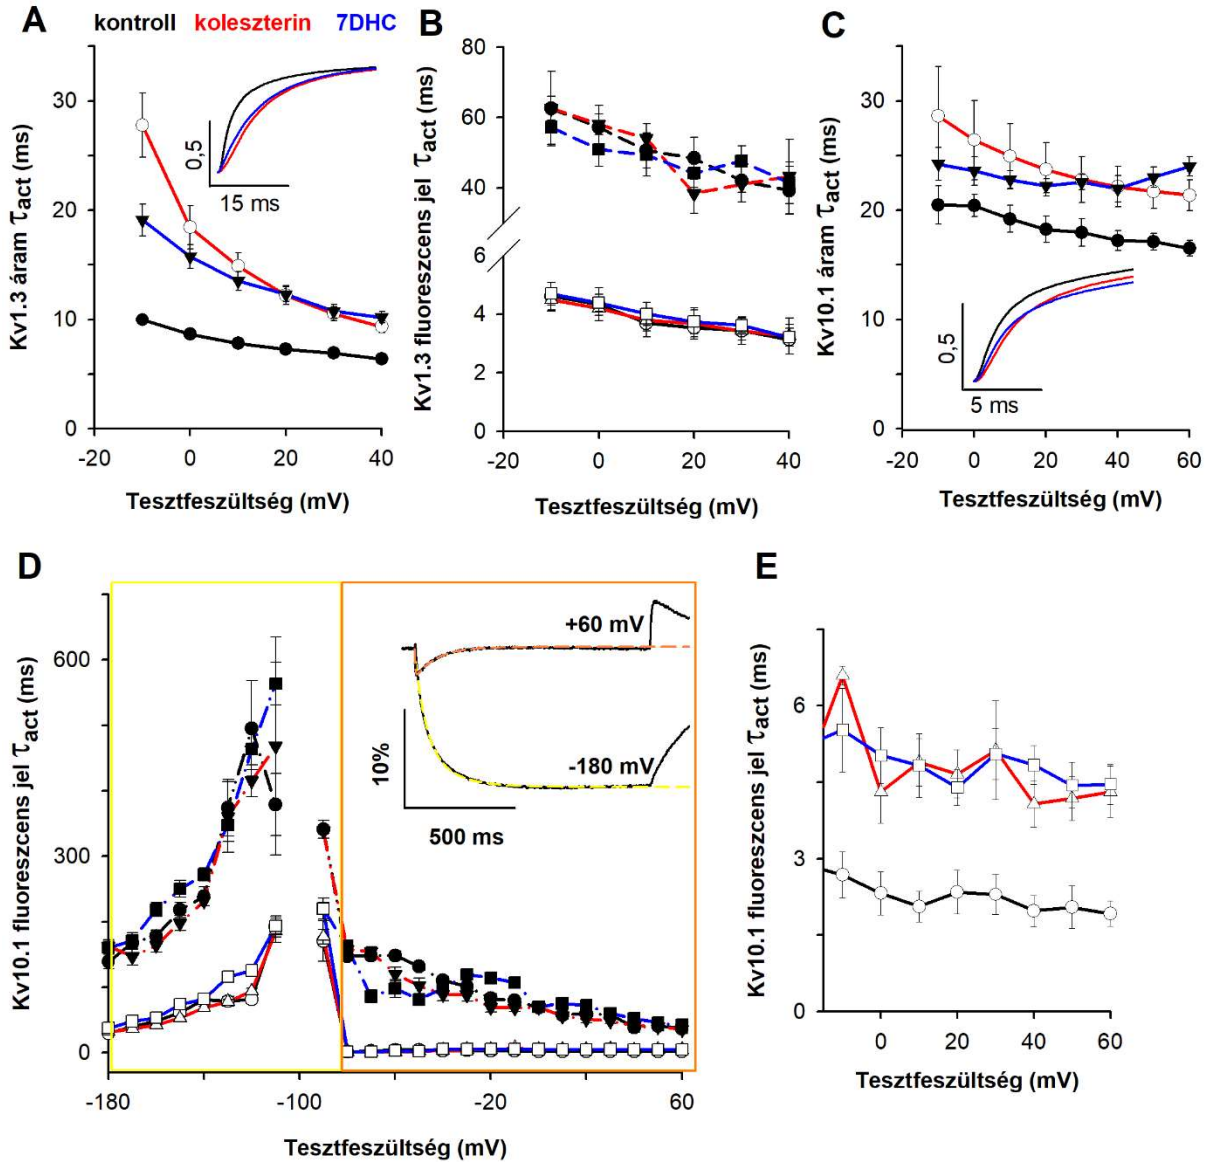 A
kontroll koleszterin 7DHC
Kv1.3 áram τact (ms)
30
20
10
0
-20 0 20 40
Tesztfeszültség (mV)
0,5
15 ms
B
Kv1.3 fluoreszcens jel τact (ms)
80
60
40
6
4
2
0
-20 0 20 40
Tesztfeszültség (mV)
C
Kv10.1 áram τact (ms)
30
20
10
0
-20 0 20 40 60
Tesztfeszültség (mV)
0,5
5 ms
D
Kv10.1 fluoreszcens jel τact (ms)
600
300
0
-180 -100 -20 60
Tesztfeszültség (mV)
+60 mV
-180 mV
10%
500 ms
E
Kv10.1 fluoreszcens jel τact (ms)
6
3
0
0 20 40 60
Tesztfeszültség (mV)